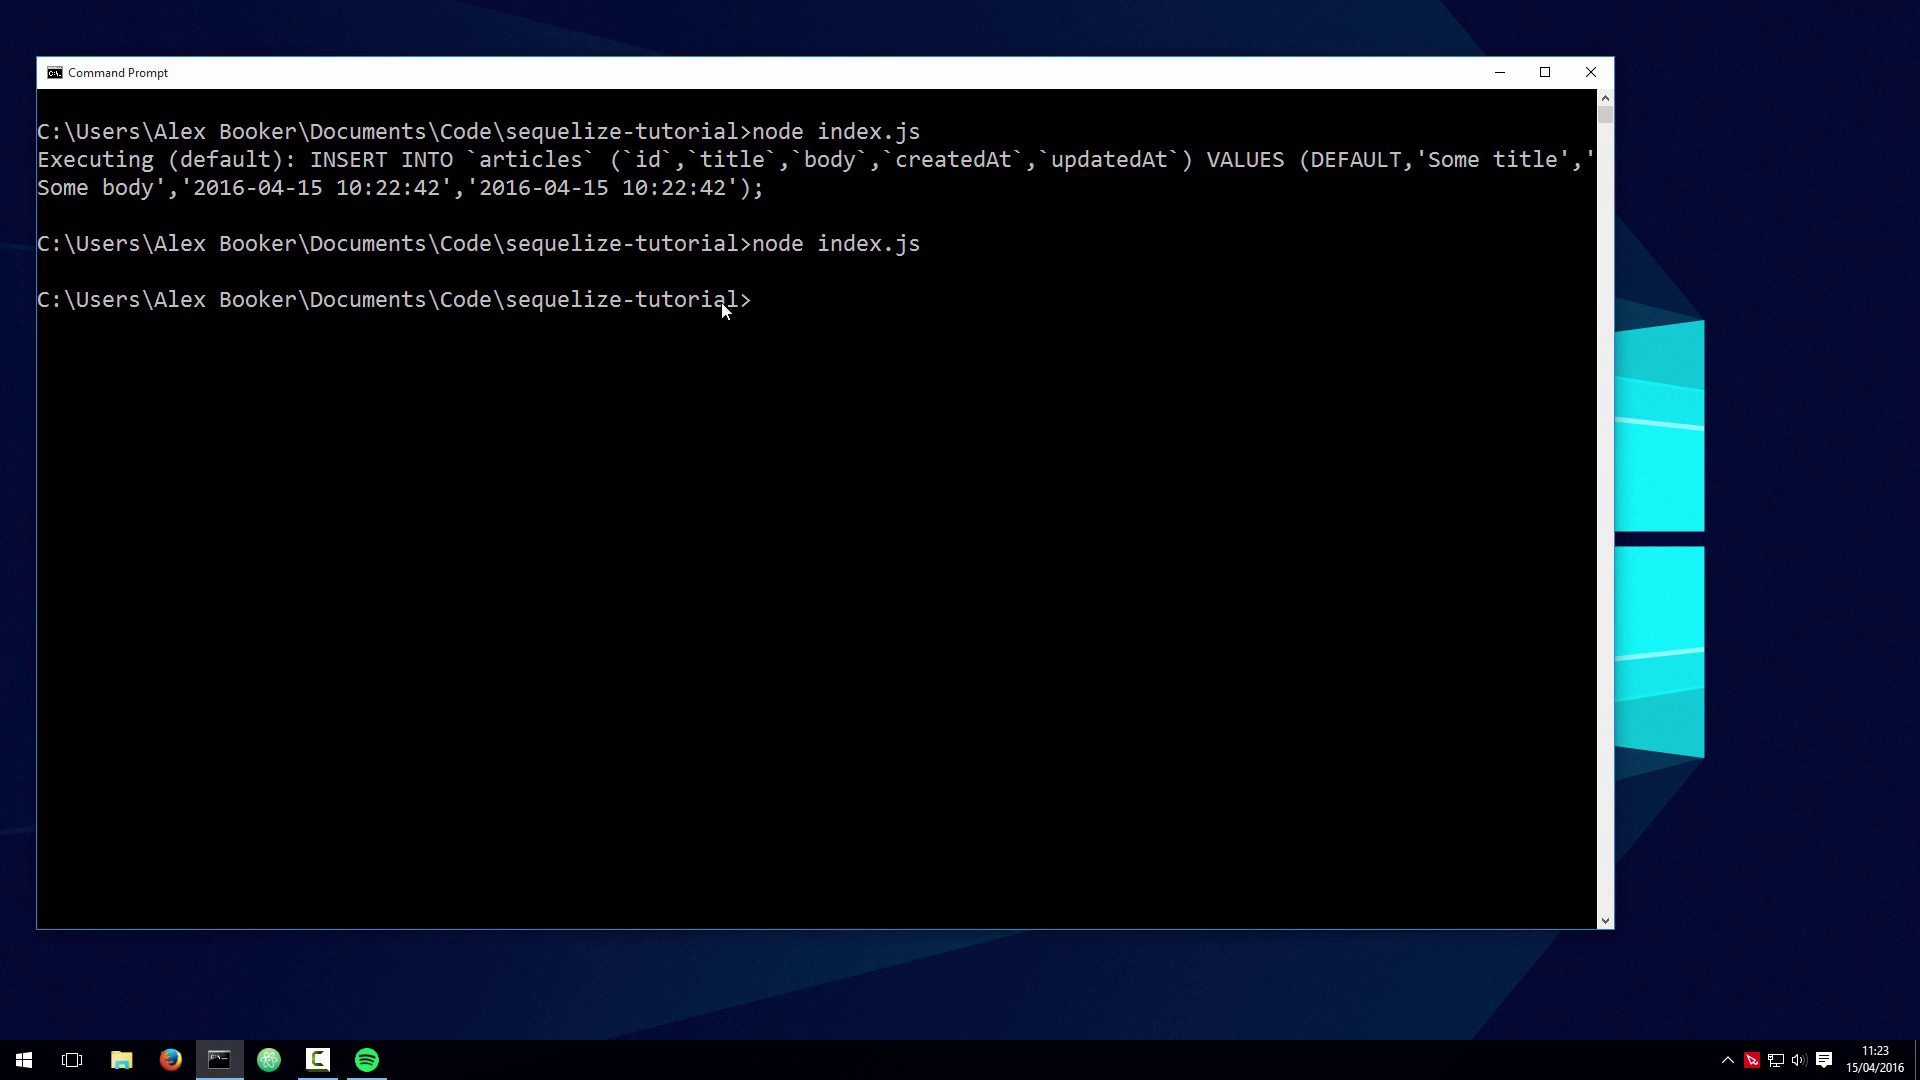 Command Prompt
C:\Users\Alex Booker\Documents\Code\sequelize-tutorial>node index.js
Executing (default): INSERT INTO `articles` (`id`,`title`,`body`,`createdAt`,`updatedAt`) VALUES (DEFAULT,'Some title','
Some body','2016-04-15 10:22:42','2016-04-15 10:22:42');
C:\Users\Alex Booker\Documents\Code\sequelize-tutorial>node index.js
C:\Users\Alex Booker\Documents\Code\sequelize-tutorial>
11:23
15/04/2016